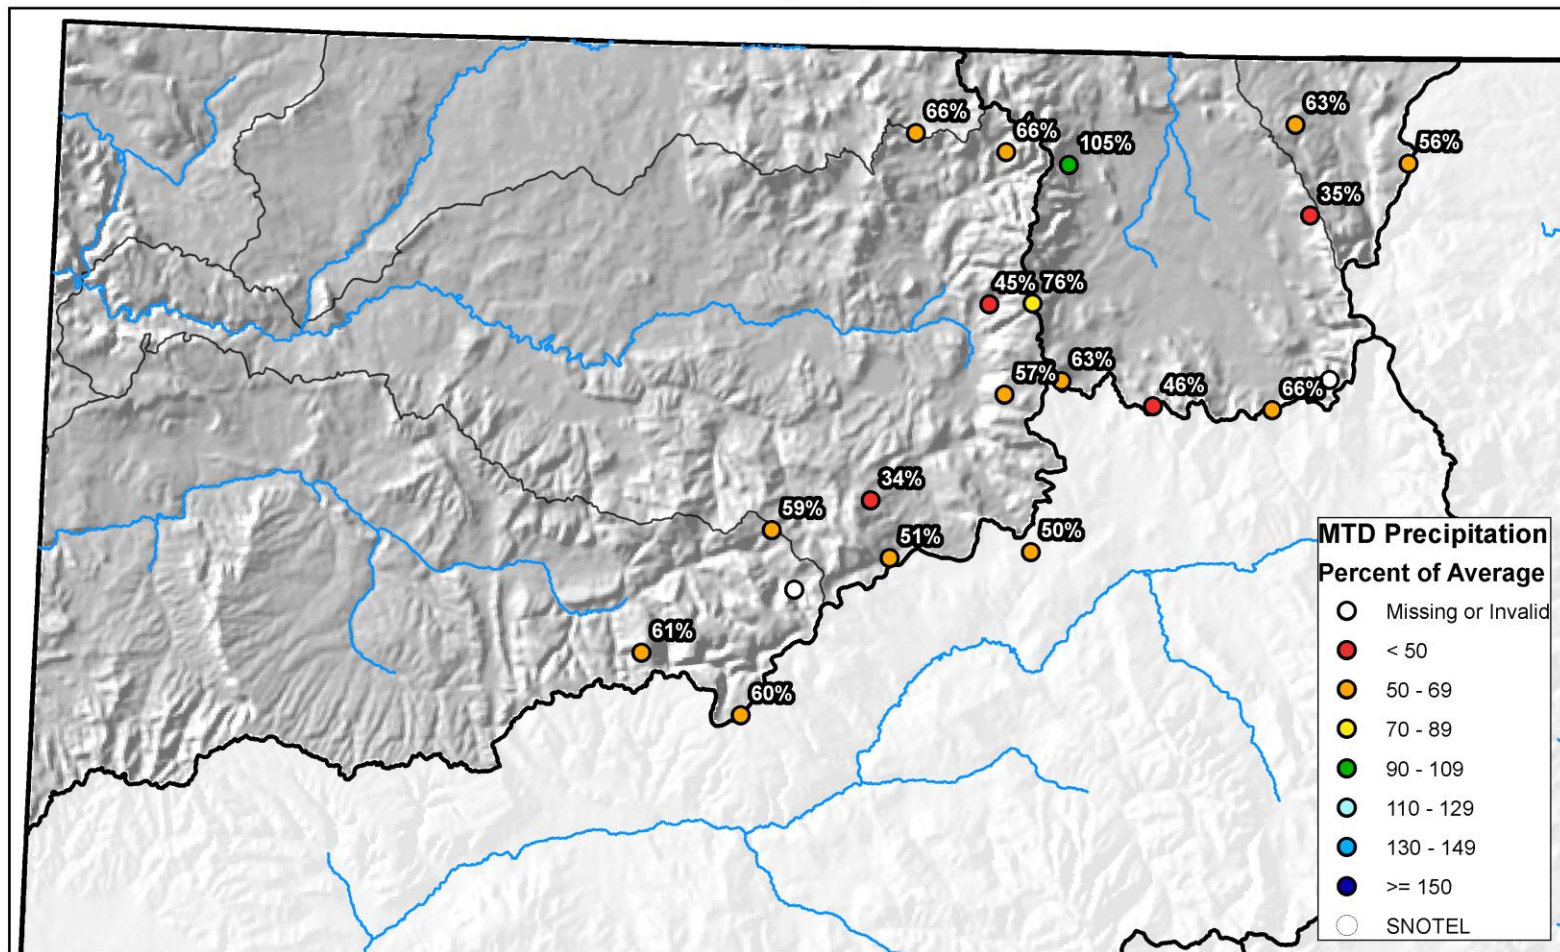 63%
66%
66%
105%
56%
35%
45%
76%
63%
57%
46%
66%
34%
59%
51%
50%
61%
60%
MTD Precipitation
Percent of Average
Missing or Invalid
< 50
50 - 69
70 - 89
90 - 109
110 - 129
130 - 149
>= 150
SNOTEL